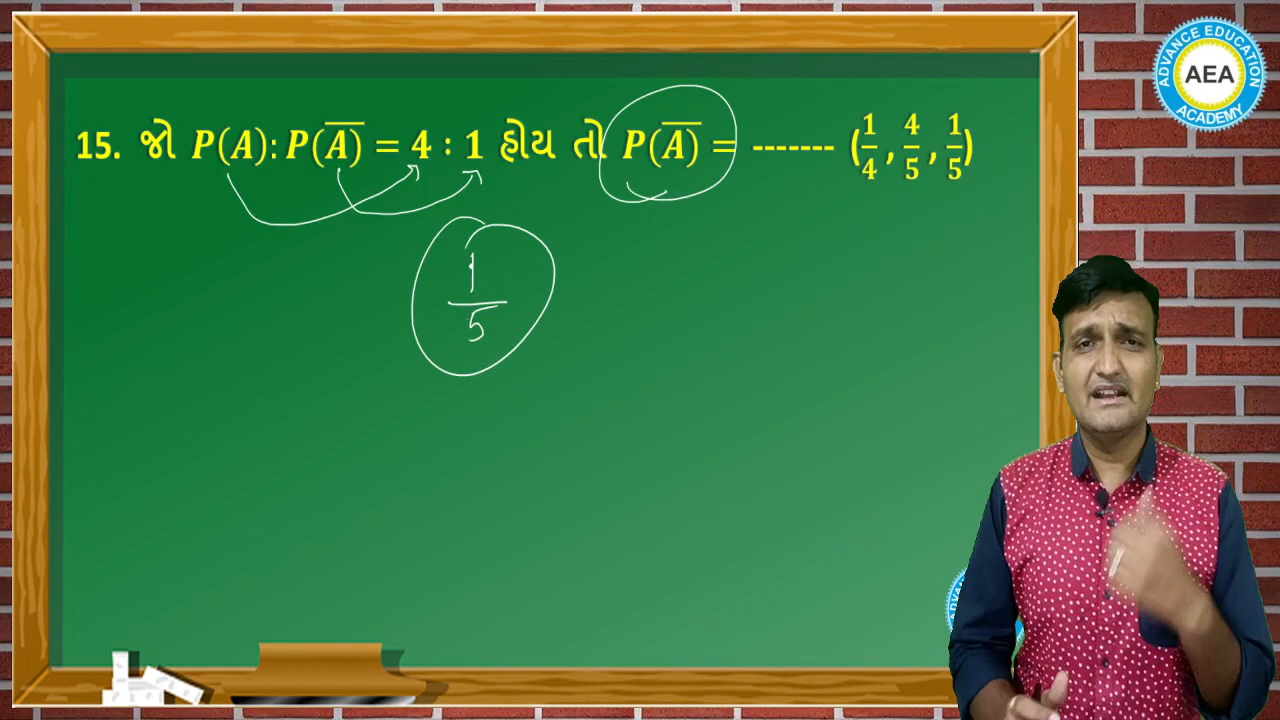 ADVANCE EDUCATION
AEA
ACADEMY
15. જો P(A): P(A̅) = 4 : 1 હોય તો P(A̅) = ------- (1/4, 4/5, 1/5)
1/5